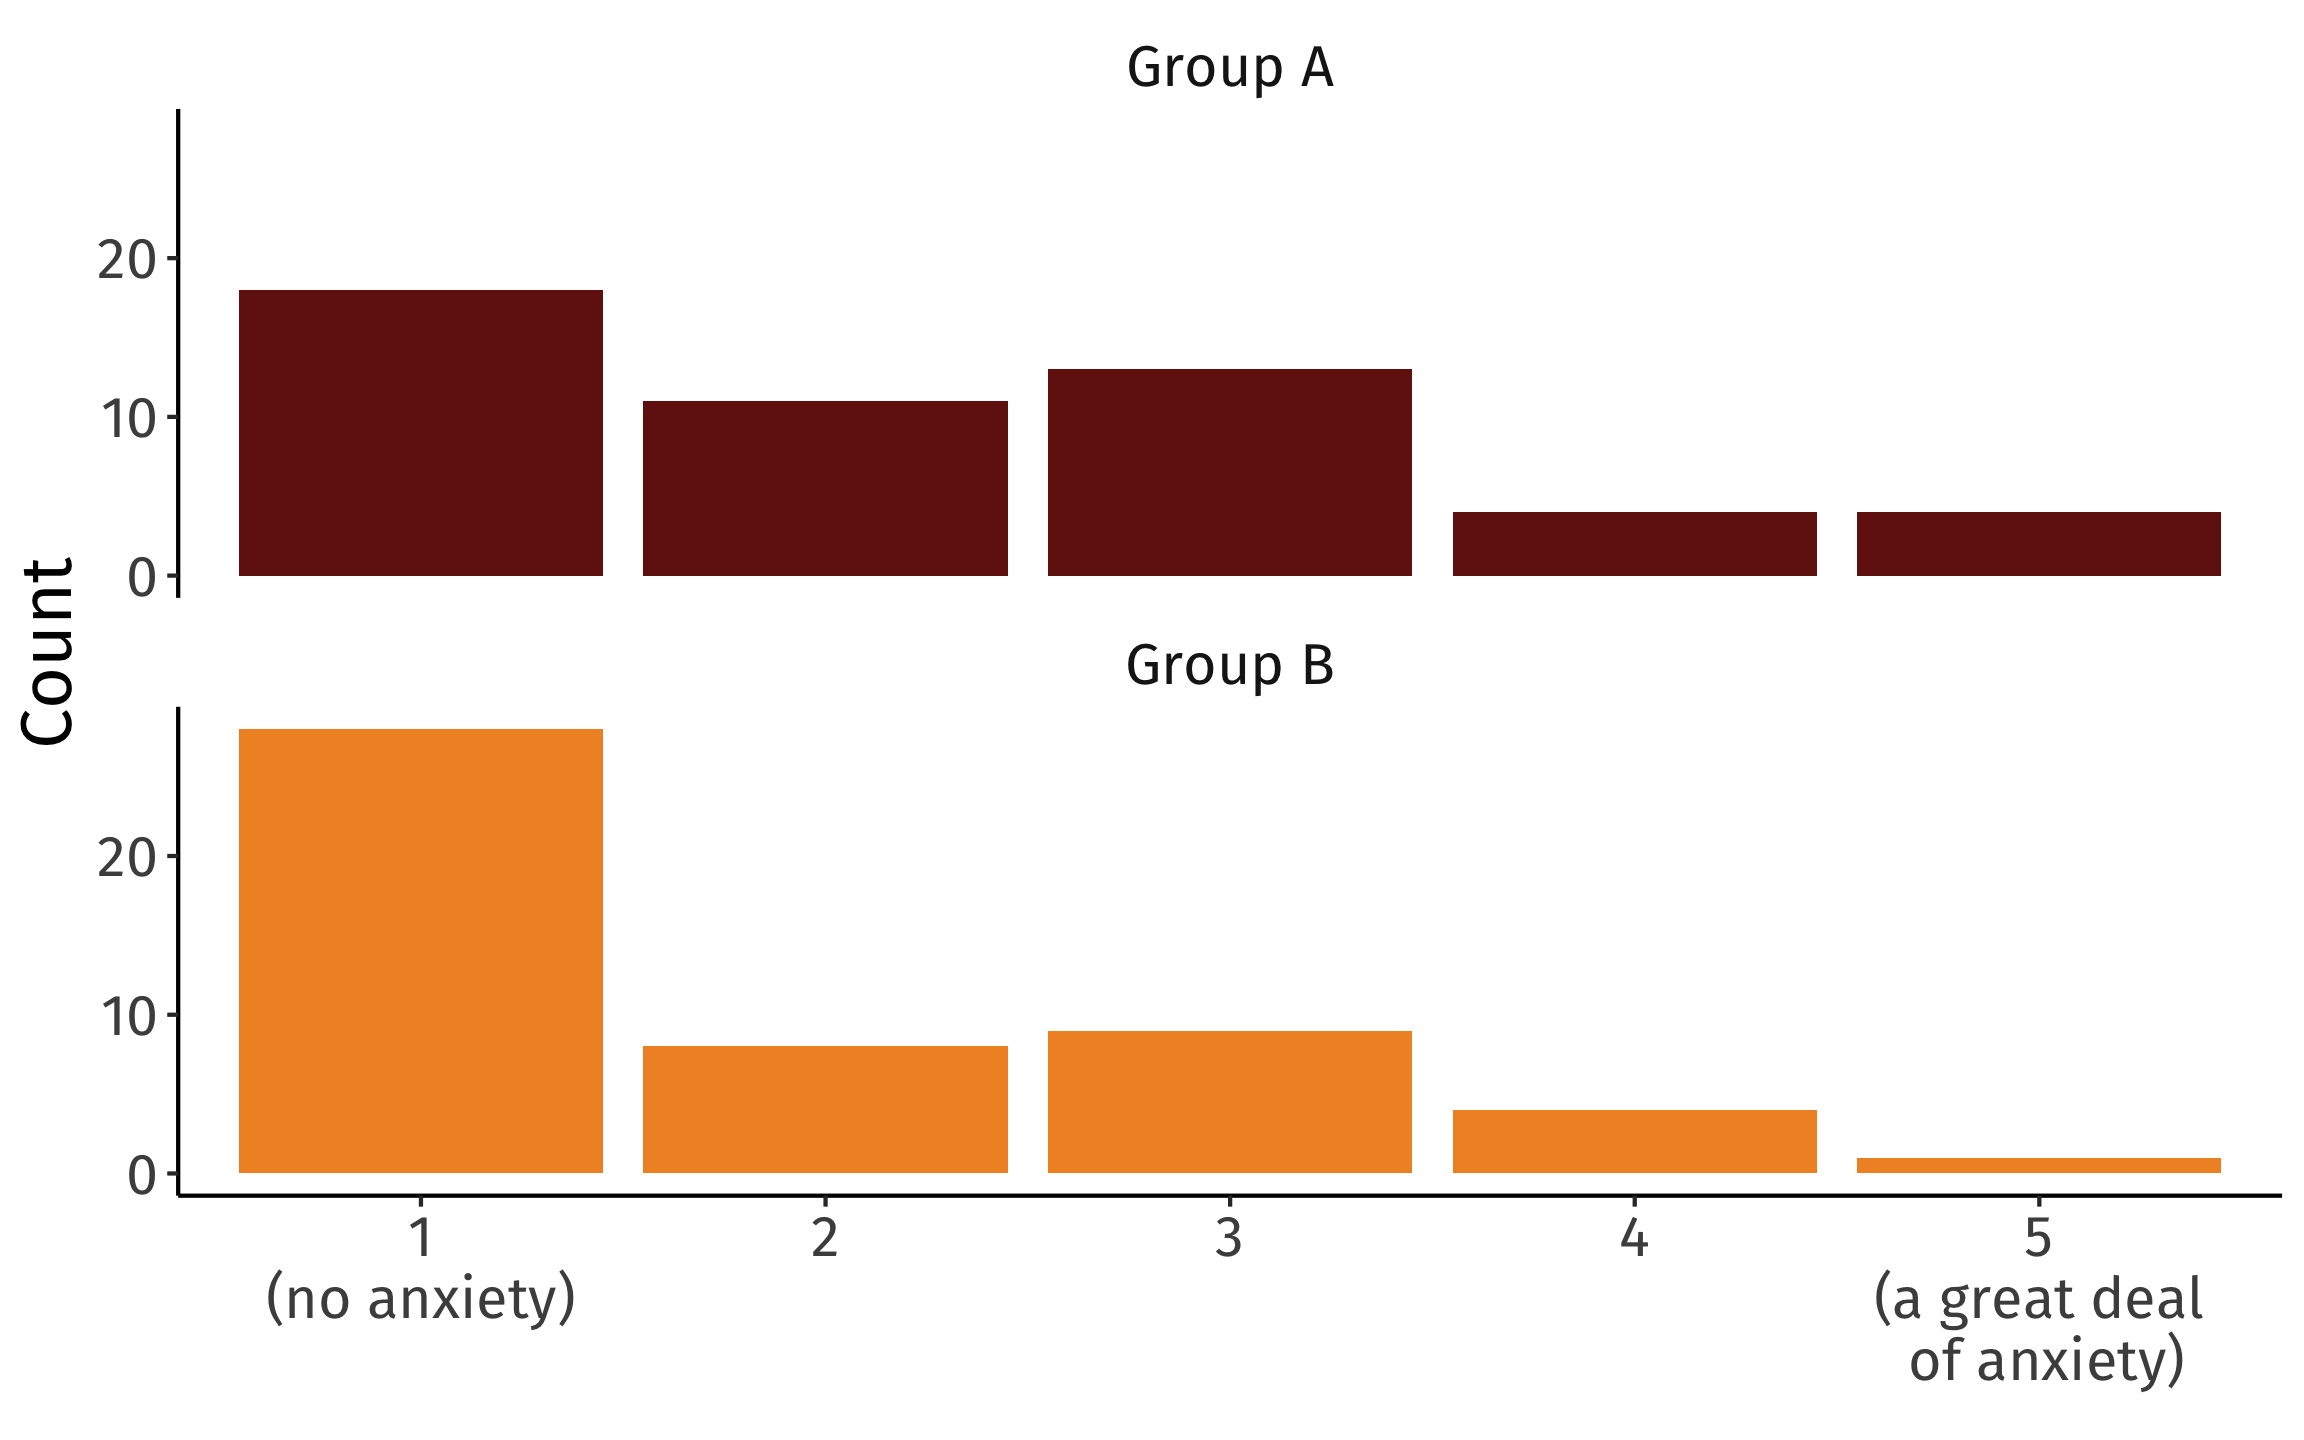 Group A
20
10
0
Count
Group B
20
10
0
1 2 3 4 5
(no anxiety) (a great deal
of anxiety)